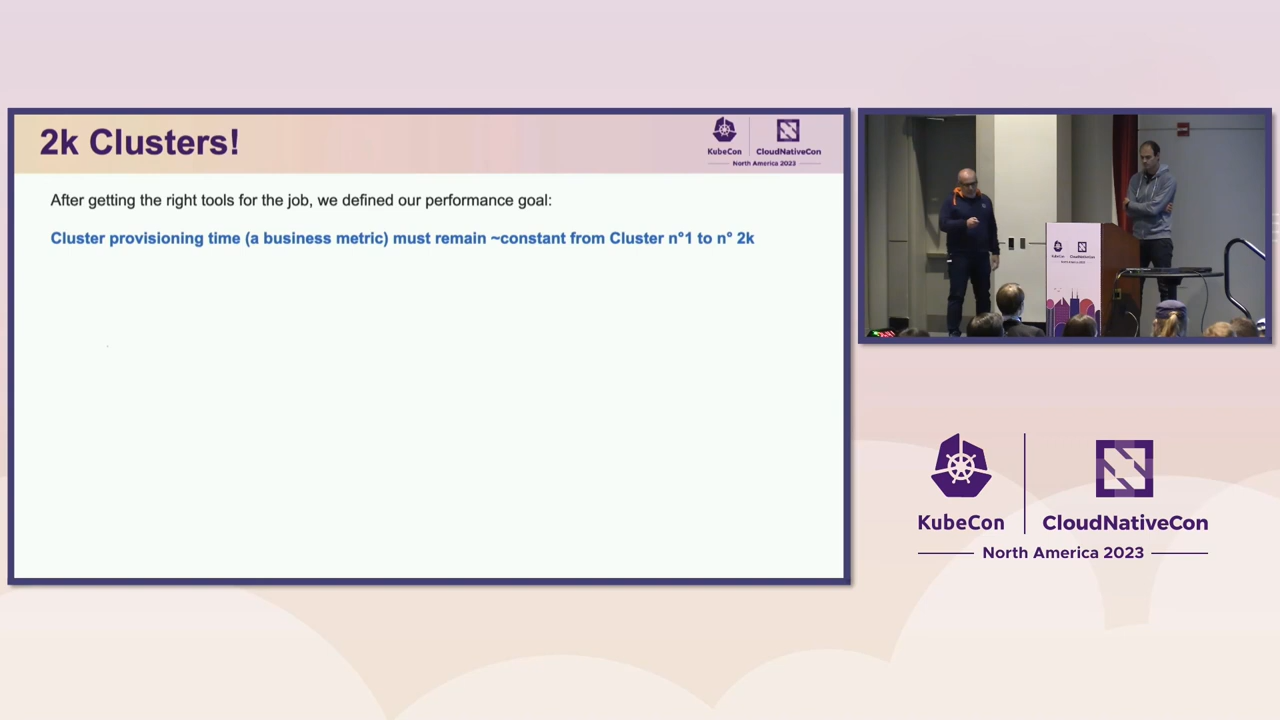 2k Clusters!
KubeCon
CloudNativeCon
North America 2023
After getting the right tools for the job, we defined our performance goal:
Cluster provisioning time (a business metric) must remain ~constant from Cluster n°1 to n° 2k
KubeCon
CloudNativeCon
North America 2023